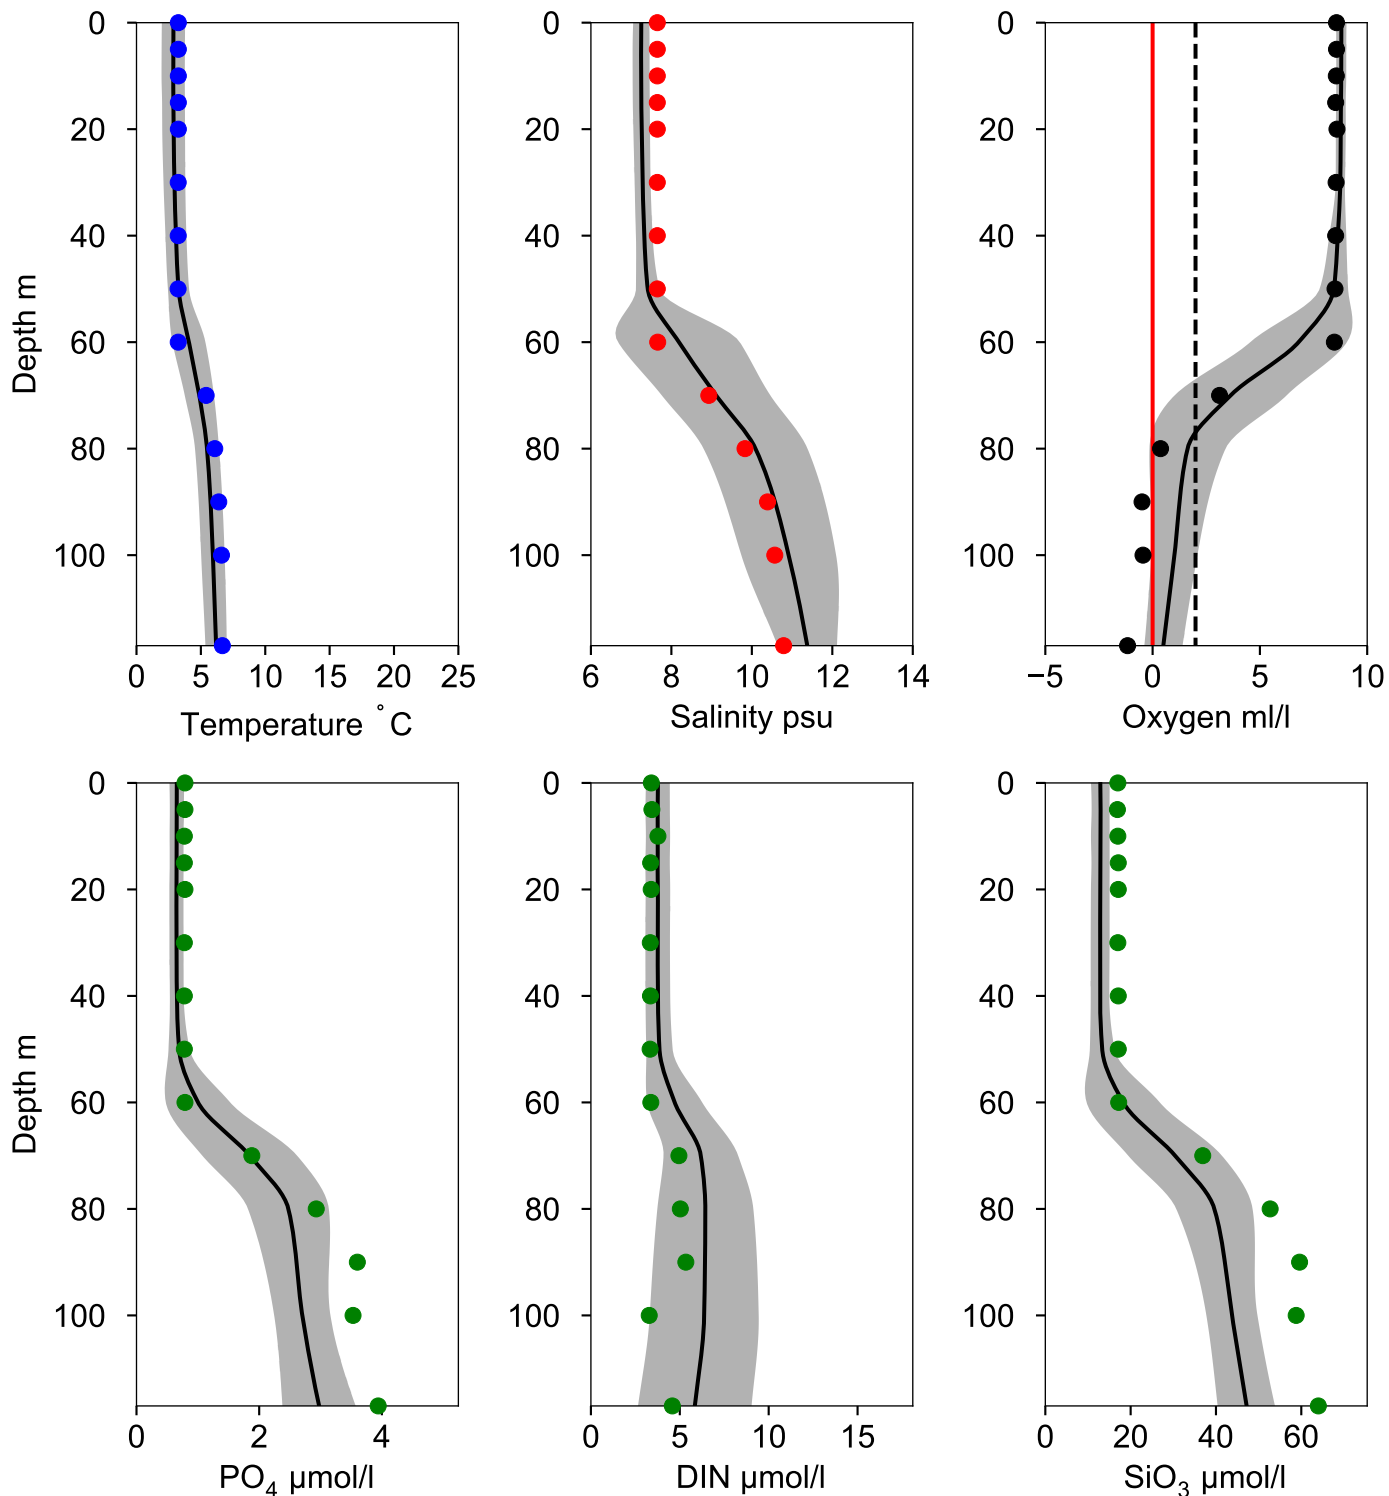 0
20
40
60
80
100
Depth m
0 5 10 15 20 25
Temperature °C
0
20
40
60
80
100
6 8 10 12 14
Salinity psu
0
20
40
60
80
100
−5 0 5 10
Oxygen ml/l
0
20
40
60
80
100
Depth m
0 2 4
PO₄ µmol/l
0
20
40
60
80
100
0 5 10 15
DIN µmol/l
0
20
40
60
80
100
0 20 40 60
SiO₃ µmol/l